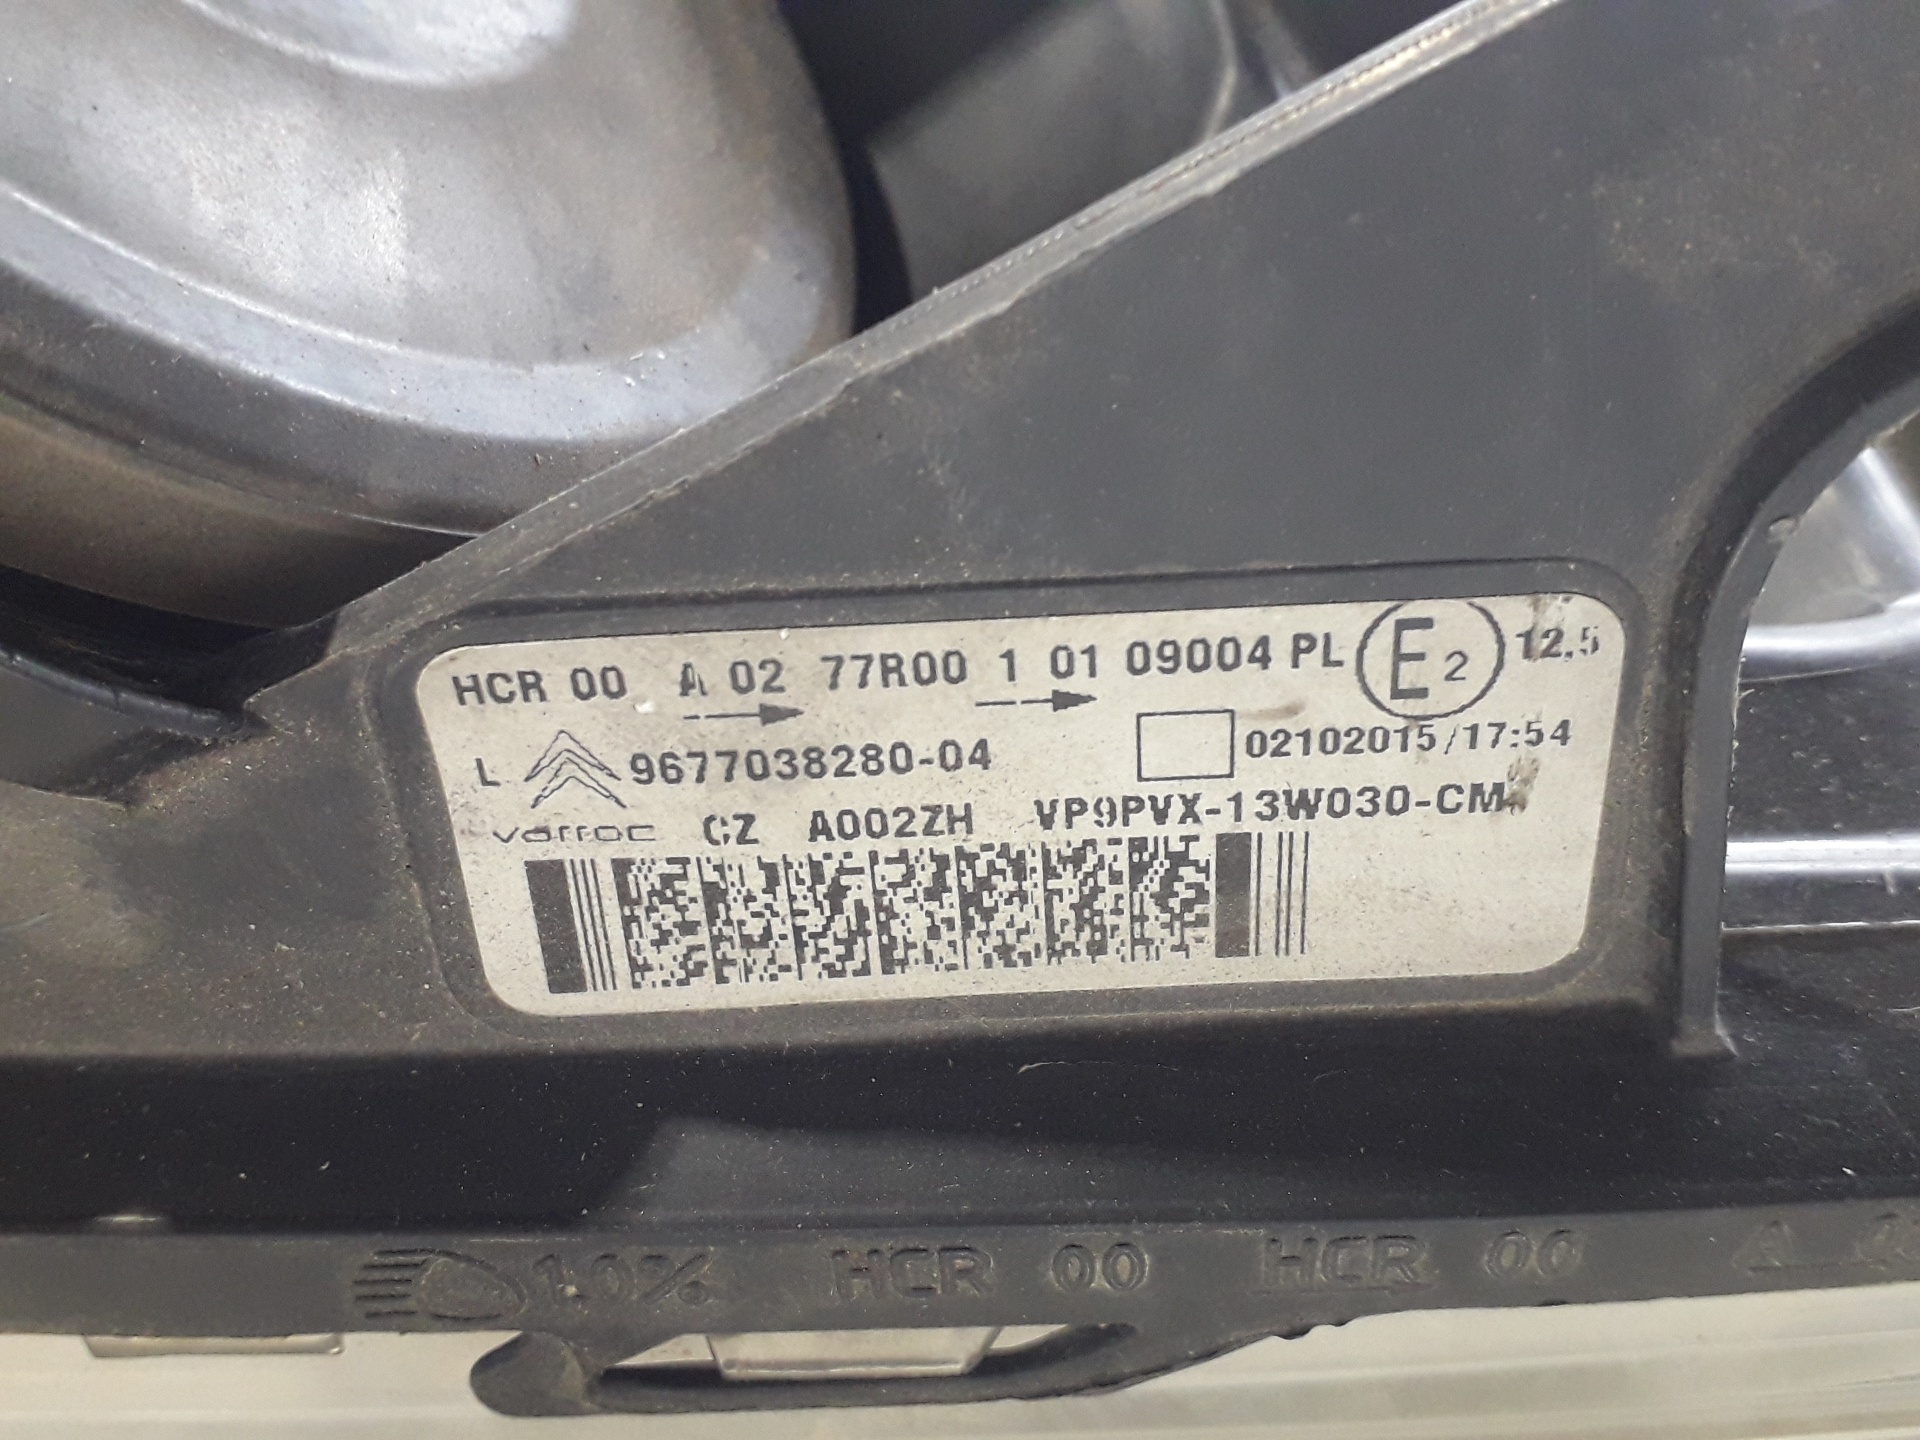 HCR 00 A 02 77R00 1 01 09004 PL E2 12.5
L 9677038280-04 02102015/17:54
varroc CZ A002ZH VP9PVX-13W030-CM
1.0% HCR 00 HCR 00 A